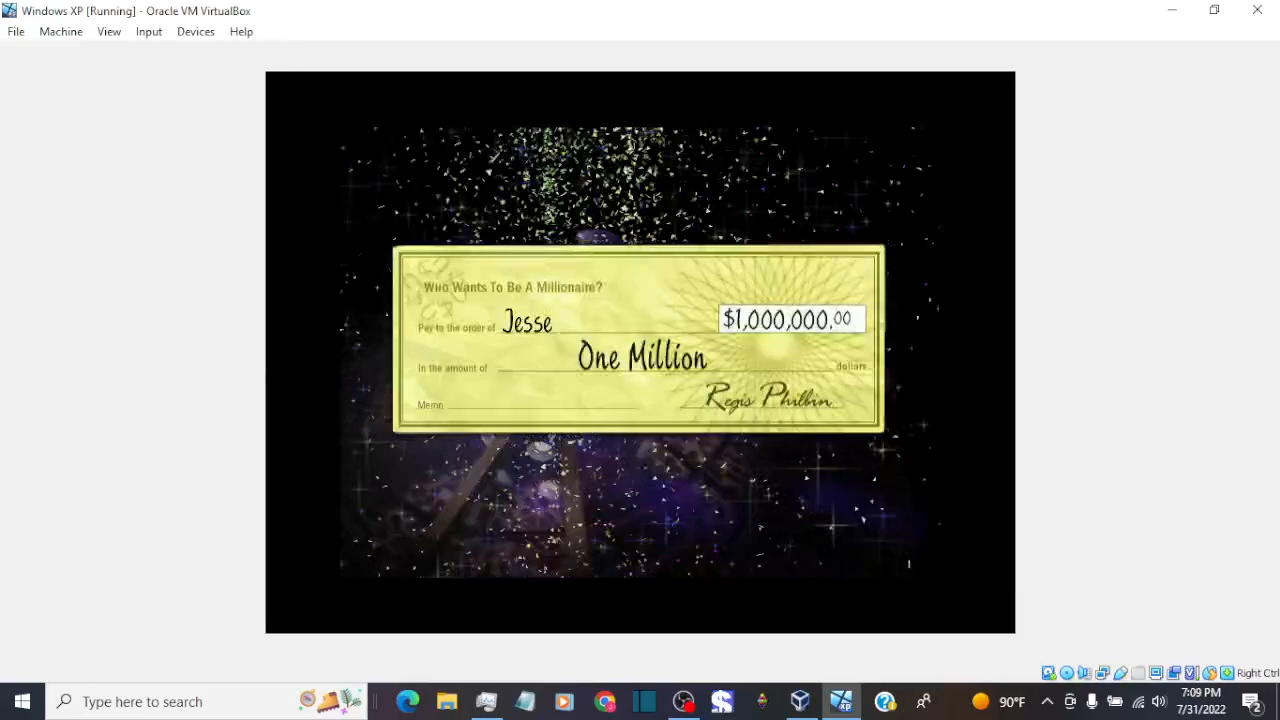 Windows XP [Running] - Oracle VM VirtualBox
File Machine View Input Devices Help
Who Wants To Be A Millionaire?
Pay to the order of Jesse $1,000,000.00
In the amount of One Million dollars
Memo Regis Philbin
Right Ctrl
Type here to search
90°F
7:09 PM
7/31/2022
2